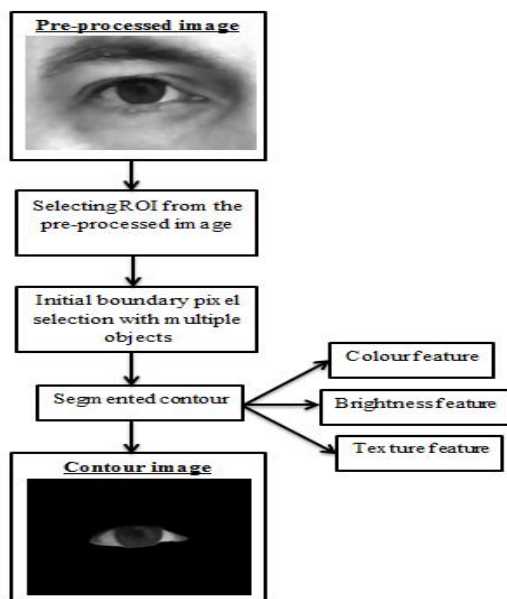 Pre-processed image
Selecting ROI from the
pre-processed image
Initial boundary pixel
selection with multiple
objects
Segmented contour
Colour feature
Brightness feature
Texture feature
Contour image